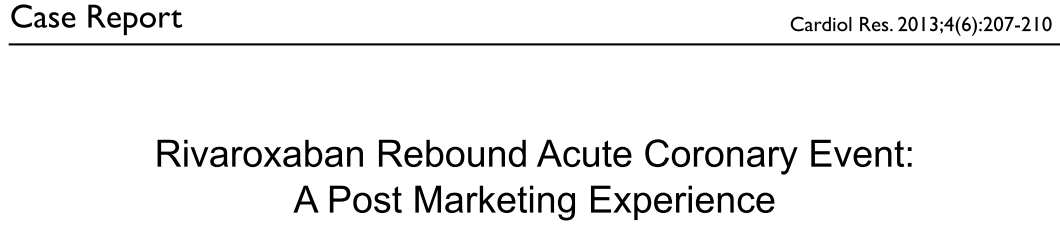 Case Report
Cardiol Res. 2013;4(6):207-210
Rivaroxaban Rebound Acute Coronary Event:
A Post Marketing Experience